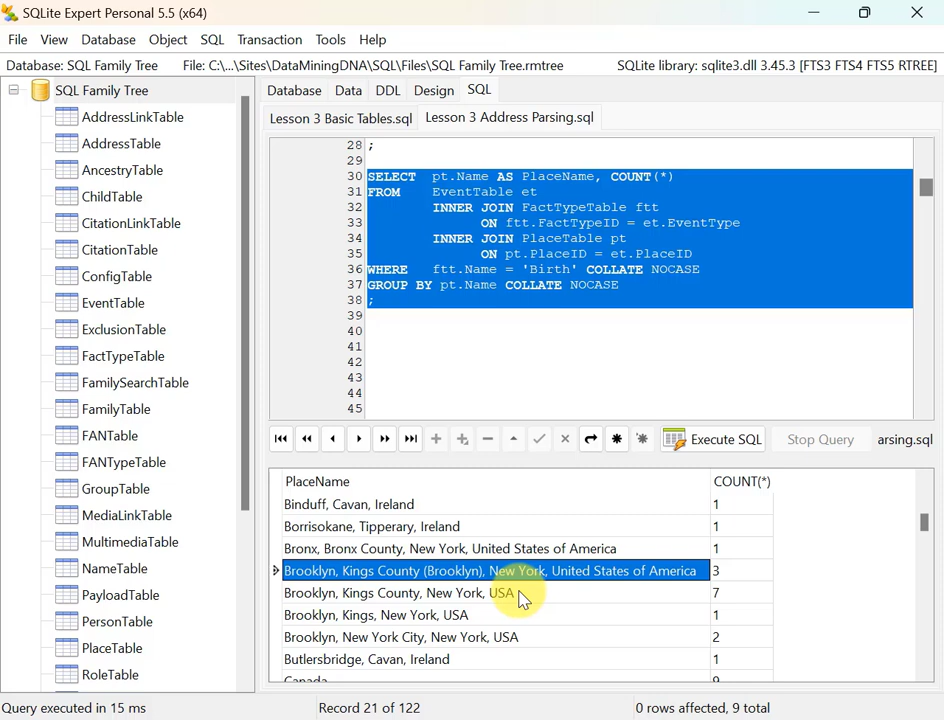 SQLite Expert Personal 5.5 (x64)
File View Database Object SQL Transaction Tools Help
Database: SQL Family Tree File: C:\...\Sites\DataMiningDNA\SQL\Files\SQL Family Tree.rmtree SQLite library: sqlite3.dll 3.45.3 [FTS3 FTS4 FTS5 RTREE]
SQL Family Tree
AddressLinkTable
AddressTable
AncestryTable
ChildTable
CitationLinkTable
CitationTable
ConfigTable
EventTable
ExclusionTable
FactTypeTable
FamilySearchTable
FamilyTable
FANTable
FANTypeTable
GroupTable
MediaLinkTable
MultimediaTable
NameTable
PayloadTable
PersonTable
PlaceTable
RoleTable
Database Data DDL Design SQL
Lesson 3 Basic Tables.sql Lesson 3 Address Parsing.sql
28 ;
29
30 SELECT pt.Name AS PlaceName, COUNT(*)
31 FROM EventTable et
32 INNER JOIN FactTypeTable ftt
33 ON ftt.FactTypeID = et.EventType
34 INNER JOIN PlaceTable pt
35 ON pt.PlaceID = et.PlaceID
36 WHERE ftt.Name = 'Birth' COLLATE NOCASE
37 GROUP BY pt.Name COLLATE NOCASE
38 ;
39
40
41
42
43
44
45
Execute SQL Stop Query arsing.sql
PlaceName COUNT(*)
Binduff, Cavan, Ireland 1
Borrisokane, Tipperary, Ireland 1
Bronx, Bronx County, New York, United States of America 1
Brooklyn, Kings County (Brooklyn), New York, United States of America 3
Brooklyn, Kings County, New York, USA 7
Brooklyn, Kings, New York, USA 1
Brooklyn, New York City, New York, USA 2
Butlersbridge, Cavan, Ireland 1
Canada 9
Query executed in 15 ms Record 21 of 122 0 rows affected, 9 total